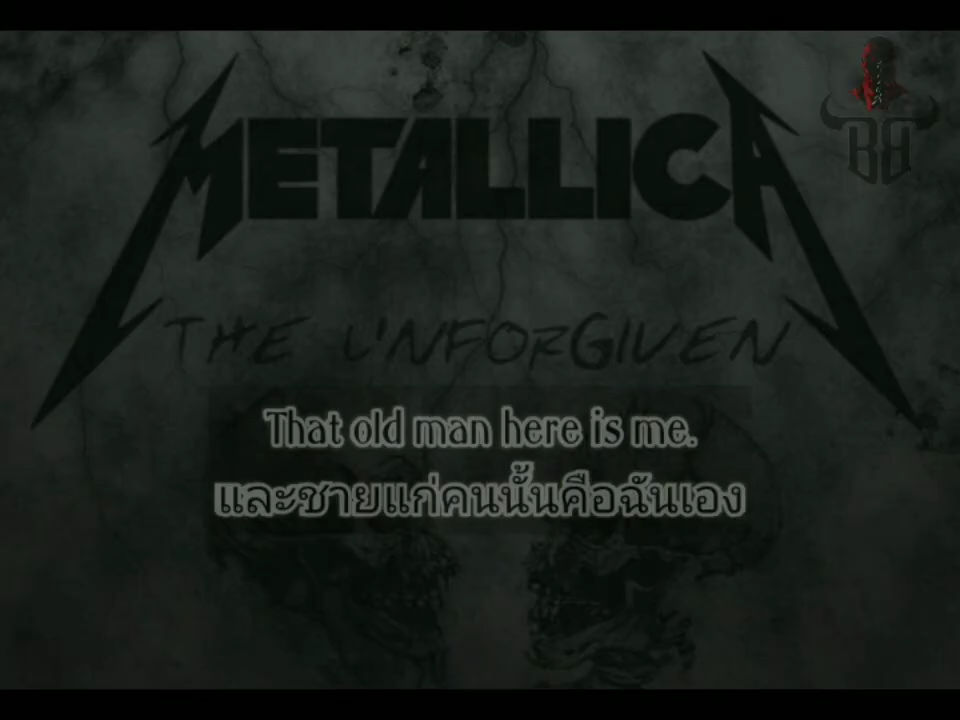 METALLICA
BB
THE UNFORGIVEN
That old man here is me.
และชายแก่คนนั้นคือฉันเอง